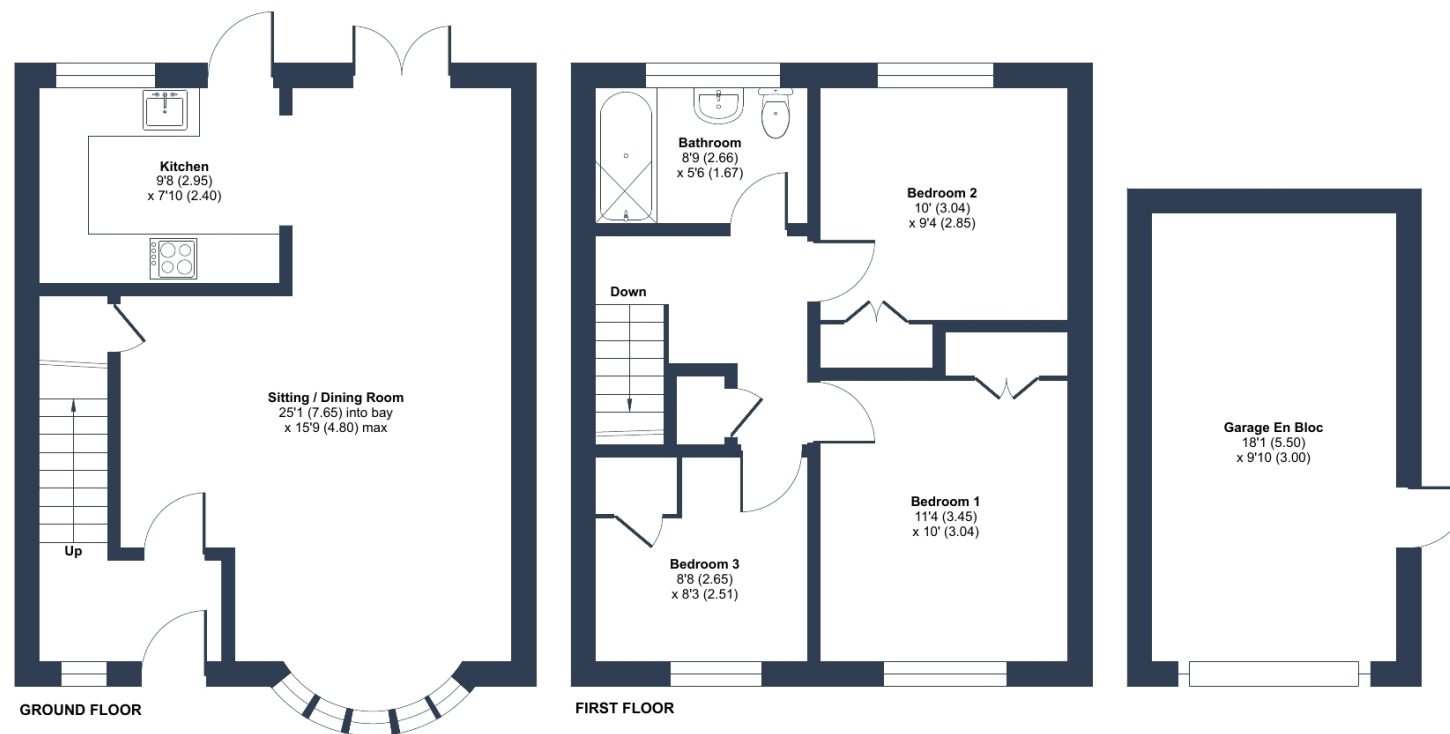 Kitchen
9'8 (2.95)
x 7'10 (2.40)
Sitting / Dining Room
25'1 (7.65) into bay
x 15'9 (4.80) max
Up
GROUND FLOOR
Bathroom
8'9 (2.66)
x 5'6 (1.67)
Bedroom 2
10' (3.04)
x 9'4 (2.85)
Down
Bedroom 1
11'4 (3.45)
x 10' (3.04)
Bedroom 3
8'8 (2.65)
x 8'3 (2.51)
FIRST FLOOR
Garage En Bloc
18'1 (5.50)
x 9'10 (3.00)